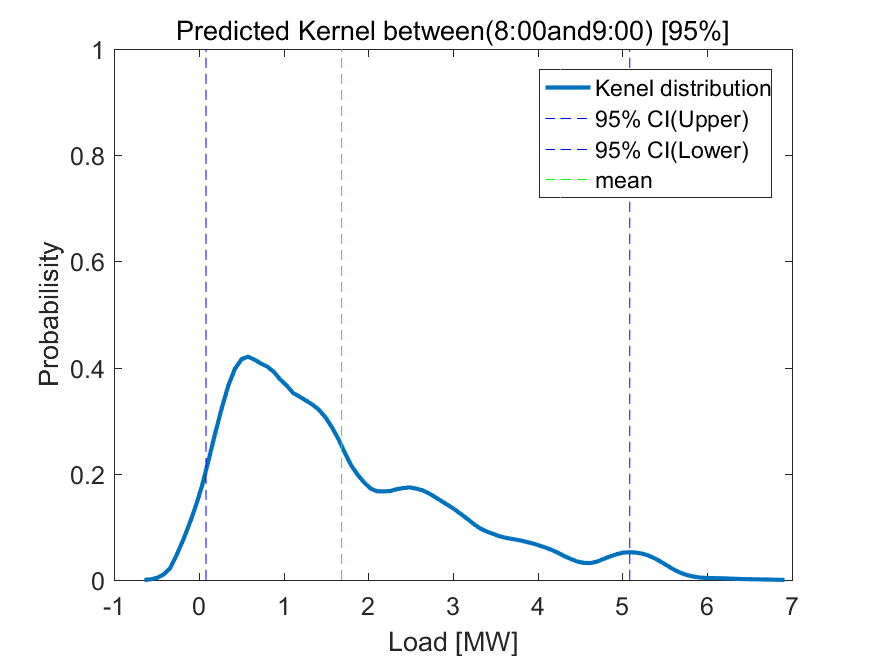 Predicted Kernel between(8:00and9:00) [95%]
Kenel distribution
95% CI(Upper)
95% CI(Lower)
mean
Probabilisity
1
0.8
0.6
0.4
0.2
0
-1 0 1 2 3 4 5 6 7
Load [MW]